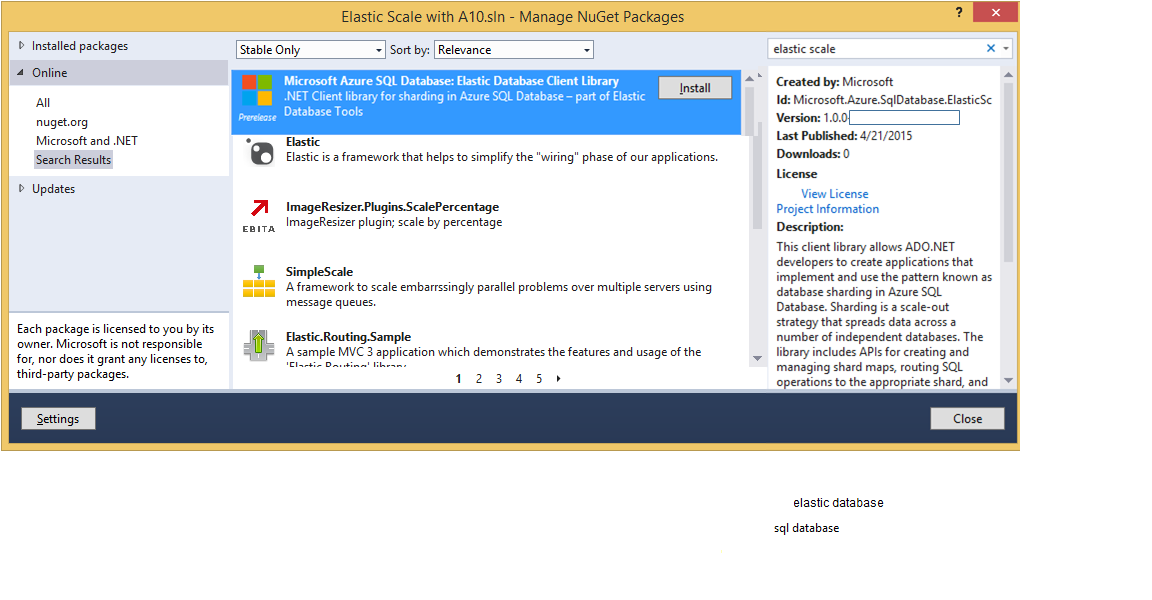 Elastic Scale with A10.sln - Manage NuGet Packages
?
Installed packages
Online
All
nuget.org
Microsoft and .NET
Search Results
Updates
Each package is licensed to you by its
owner. Microsoft is not responsible
for, nor does it grant any licenses to,
third-party packages.
Stable Only
Sort by:
Relevance
Microsoft Azure SQL Database: Elastic Database Client Library
.NET Client library for sharding in Azure SQL Database – part of Elastic
Database Tools
Prerelease
Install
Elastic
Elastic is a framework that helps to simplify the "wiring" phase of our applications.
ImageResizer.Plugins.ScalePercentage
ImageResizer plugin; scale by percentage
EBITA
SimpleScale
A framework to scale embarrssingly parallel problems over multiple servers using
message queues.
Elastic.Routing.Sample
A sample MVC 3 application which demonstrates the features and usage of the
'Elastic Routing' library
1 2 3 4 5
elastic scale
Created by: Microsoft
Id: Microsoft.Azure.SqlDatabase.ElasticSc
Version: 1.0.0-
Last Published: 4/21/2015
Downloads: 0
License
View License
Project Information
Description:
This client library allows ADO.NET
developers to create applications that
implement and use the pattern known as
database sharding in Azure SQL
Database. Sharding is a scale-out
strategy that spreads data across a
number of independent databases. The
library includes APIs for creating and
managing shard maps, routing SQL
operations to the appropriate shard, and
Settings
Close
elastic database
sql database